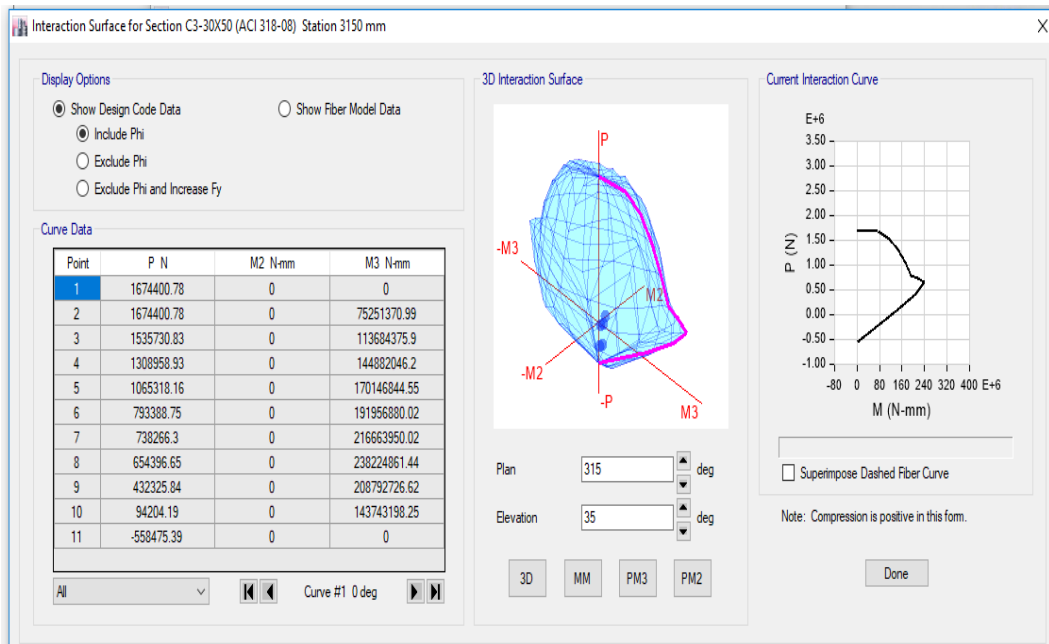 Interaction Surface for Section C3-30X50 (ACI 318-08) Station 3150 mm X
Display Options
Show Design Code Data Show Fiber Model Data
Include Phi
Exclude Phi
Exclude Phi and Increase Fy
Curve Data
Point P N M2 N-mm M3 N-mm
1 1674400.78 0 0
2 1674400.78 0 75251370.99
3 1535730.83 0 113684375.9
4 1308958.93 0 144882046.2
5 1065318.16 0 170146844.55
6 793388.75 0 191956880.02
7 738266.3 0 216663950.02
8 654396.65 0 238224861.44
9 432325.84 0 208792726.62
10 94204.19 0 143743198.25
11 -558475.39 0 0
All Curve #1 0 deg
3D Interaction Surface
P
-M3
M2
-M2
-P
M3
Plan 315 deg
Elevation 35 deg
3D MM PM3 PM2
Current Interaction Curve
E+6
3.50
3.00
2.50
2.00
1.50
1.00
0.50
0.00
-0.50
-1.00
P (N)
-80 0 80 160 240 320 400 E+6
M (N-mm)
Superimpose Dashed Fiber Curve
Note: Compression is positive in this form.
Done